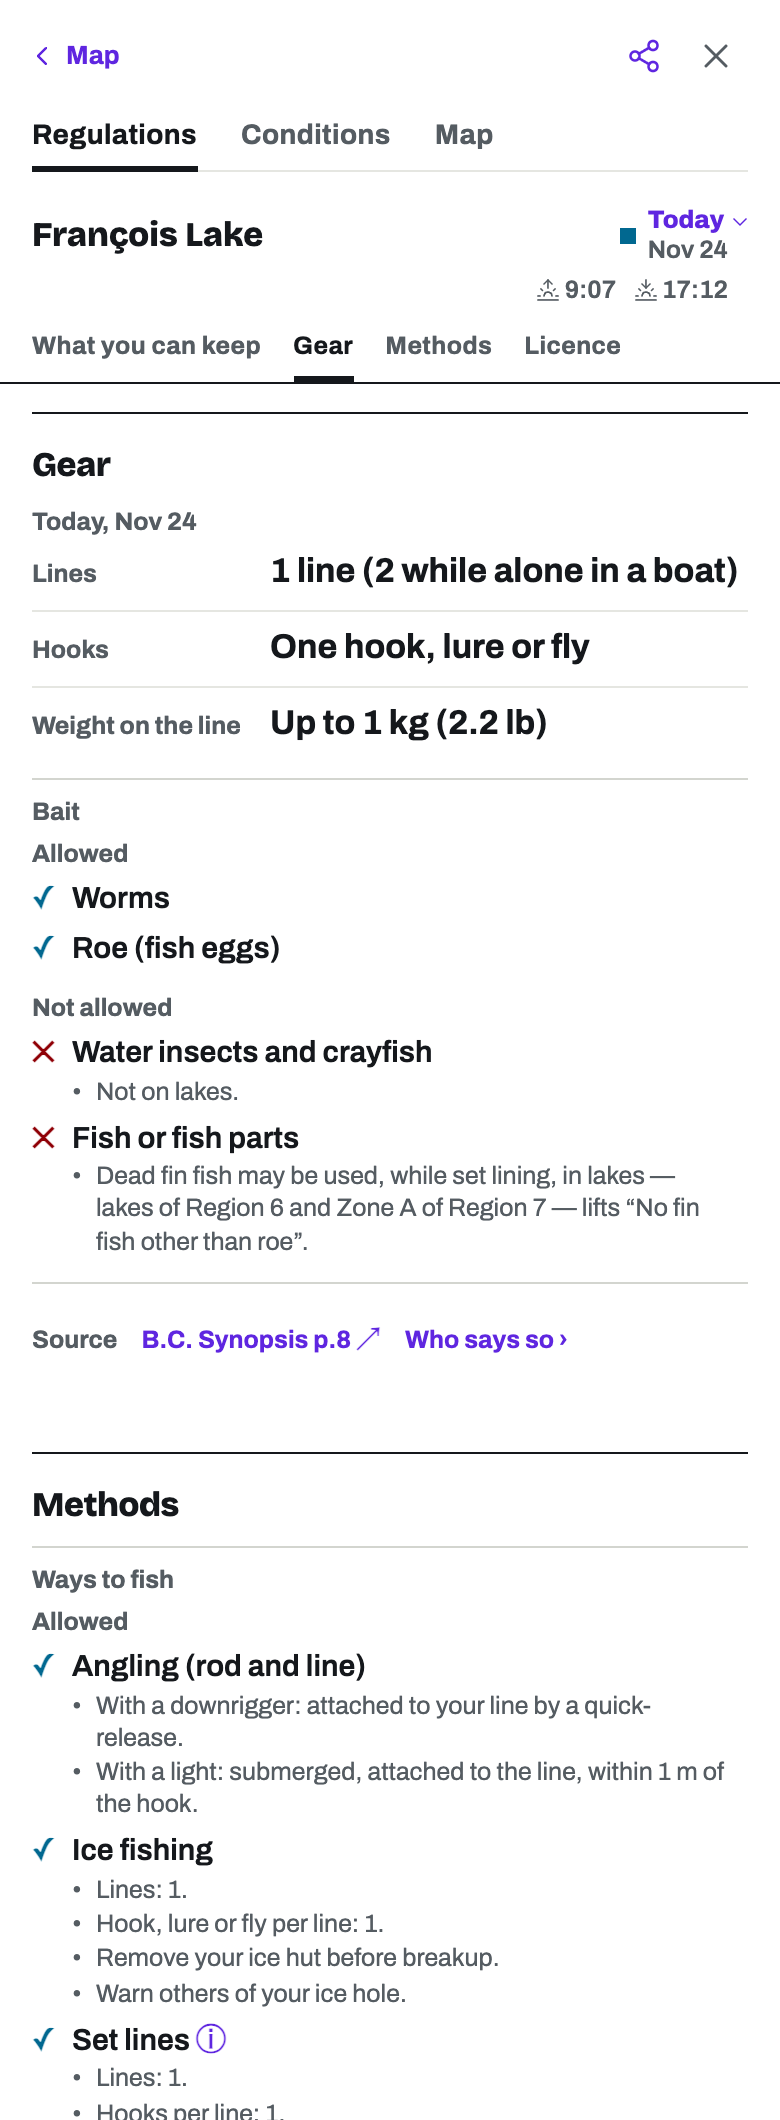 Map
Regulations Conditions Map
François Lake
Today
Nov 24
9:07 17:12
What you can keep Gear Methods Licence
Gear
Today, Nov 24
Lines 1 line (2 while alone in a boat)
Hooks One hook, lure or fly
Weight on the line Up to 1 kg (2.2 lb)
Bait
Allowed
✓ Worms
✓ Roe (fish eggs)
Not allowed
✕ Water insects and crayfish
• Not on lakes.
✕ Fish or fish parts
• Dead fin fish may be used, while set lining, in lakes —
lakes of Region 6 and Zone A of Region 7 — lifts “No fin
fish other than roe”.
Source B.C. Synopsis p.8 ↗ Who says so ›
Methods
Ways to fish
Allowed
✓ Angling (rod and line)
• With a downrigger: attached to your line by a quick-
release.
• With a light: submerged, attached to the line, within 1 m of
the hook.
✓ Ice fishing
• Lines: 1.
• Hook, lure or fly per line: 1.
• Remove your ice hut before breakup.
• Warn others of your ice hole.
✓ Set lines ⓘ
• Lines: 1.
• Hooks per line: 1.